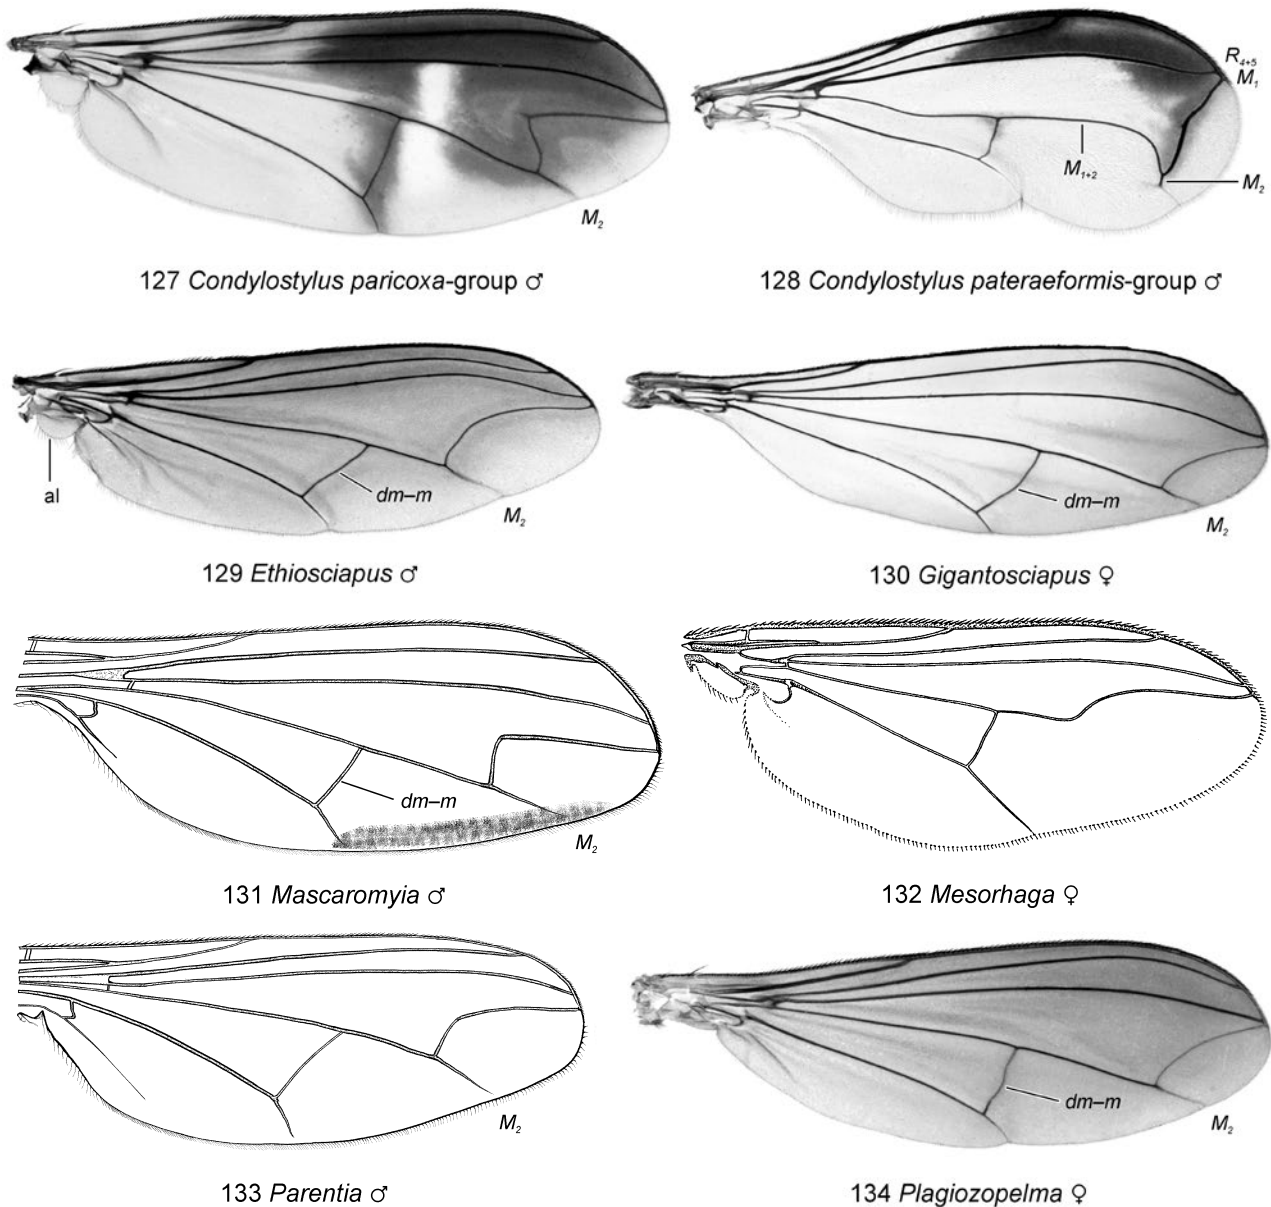 R₄₊₅
M₁
M₁₊₂
M₂
M₂
127 Condylostylus paricoxa-group ♂
128 Condylostylus pateraeformis-group ♂
al
dm–m
M₂
dm–m
M₂
129 Ethiosciapus ♂
130 Gigantosciapus ♀
dm–m
M₂
131 Mascaromyia ♂
132 Mesorhaga ♀
M₂
dm–m
M₂
133 Parentia ♂
134 Plagiozopelma ♀